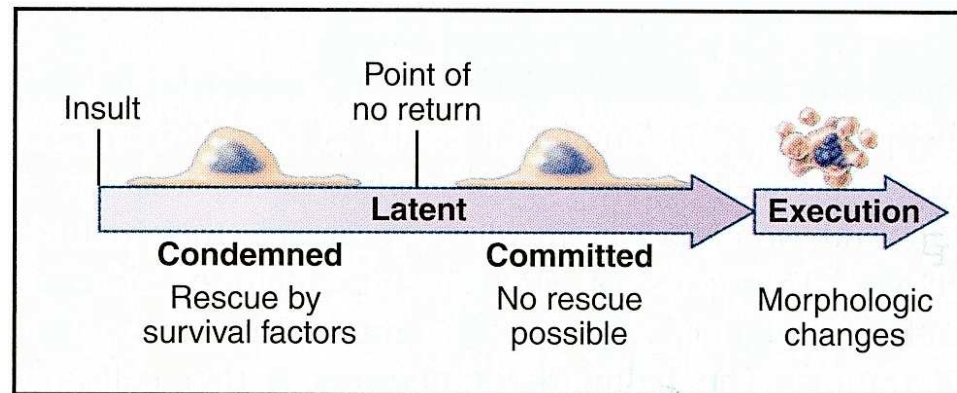 Insult
Point of
no return
Latent
Execution
Condemned
Committed
Rescue by
survival factors
No rescue
possible
Morphologic
changes